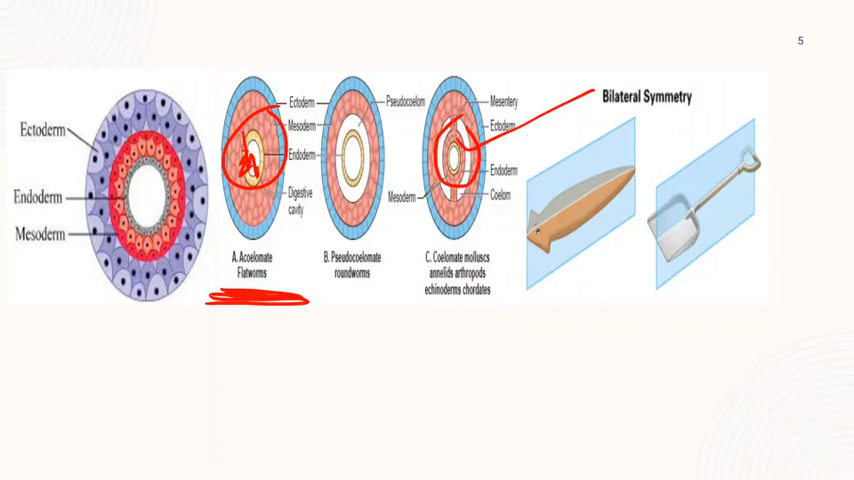 5
Ectoderm
Endoderm
Mesoderm
Ectoderm
Mesoderm
Endoderm
Digestive
cavity
A. Acoelomate
Flatworms
Pseudocoelom
B. Pseudocoelomate
roundworms
Mesentery
Ectoderm
Endoderm
Mesoderm
Coelom
C. Coelomate molluscs
annelids arthropods
echinoderms chordates
Bilateral Symmetry